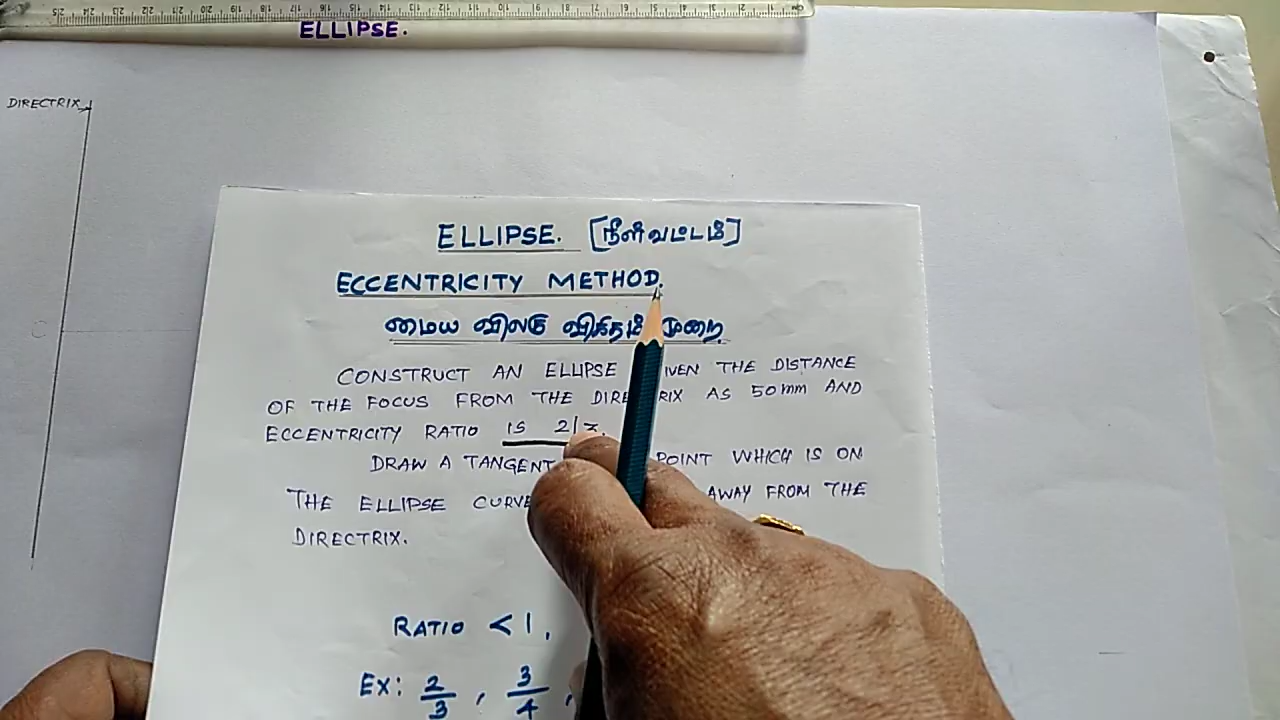 ELLIPSE.
DIRECTRIX
C
ELLIPSE. [நீள்வட்டம்]
ECCENTRICITY METHOD.
மைய விலகு விகிதம் முறை
CONSTRUCT AN ELLIPSE IVEN THE DISTANCE
OF THE FOCUS FROM THE DIRE RIX AS 50mm AND
ECCENTRICITY RATIO IS 2/3.
DRAW A TANGENT POINT WHICH IS ON
THE ELLIPSE CURVE AWAY FROM THE
DIRECTRIX.
RATIO < 1,
EX: 2/3, 3/4,